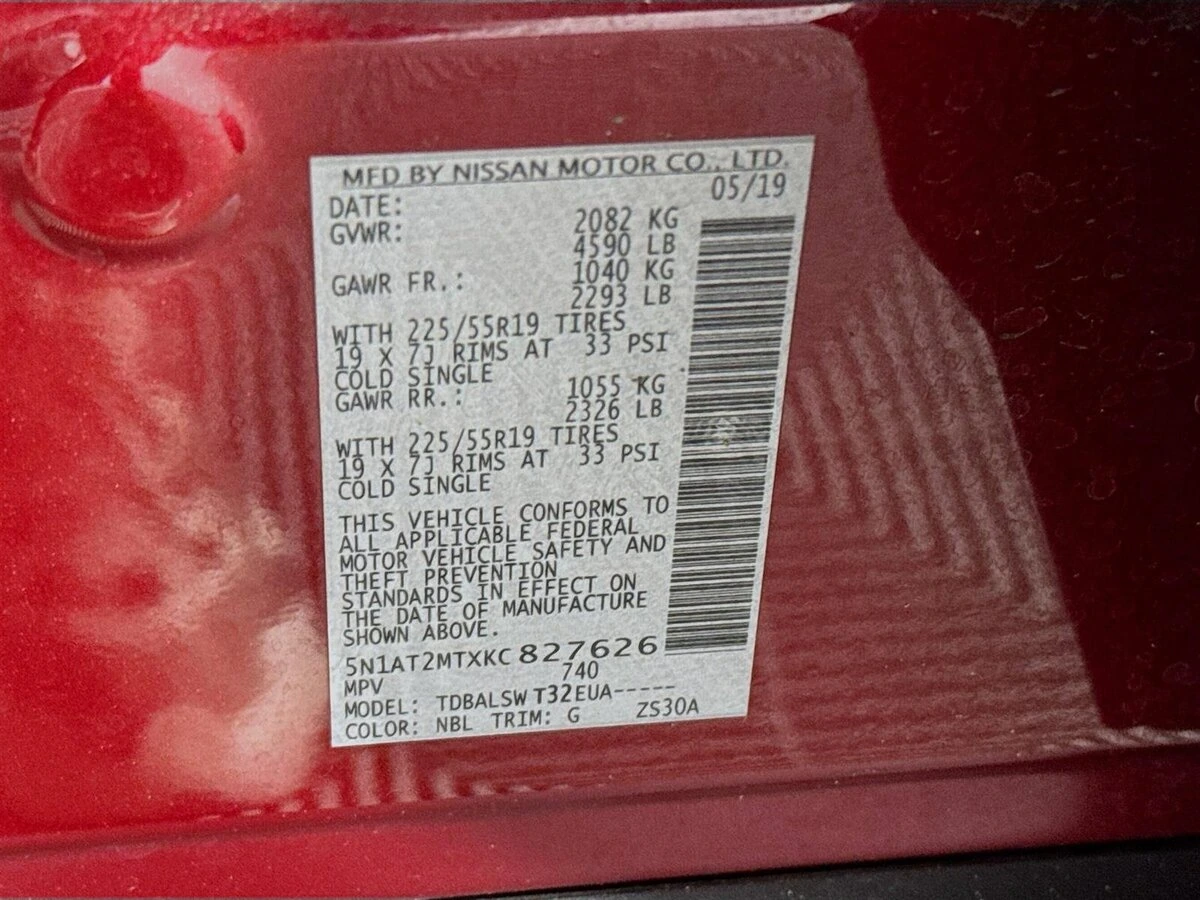 MFD BY NISSAN MOTOR CO., LTD.
DATE: 05/19
GVWR: 2082 KG
4590 LB
GAWR FR.: 1040 KG
2293 LB
WITH 225/55R19 TIRES
19 X 7J RIMS AT 33 PSI
COLD SINGLE
GAWR RR.: 1055 KG
2326 LB
WITH 225/55R19 TIRES
19 X 7J RIMS AT 33 PSI
COLD SINGLE
THIS VEHICLE CONFORMS TO
ALL APPLICABLE FEDERAL
MOTOR VEHICLE SAFETY AND
THEFT PREVENTION
STANDARDS IN EFFECT ON
THE DATE OF MANUFACTURE
SHOWN ABOVE.
5N1AT2MTXKC 827626
MPV 740
MODEL: TDBALSW T32EUA-----
COLOR: NBL TRIM: G ZS30A